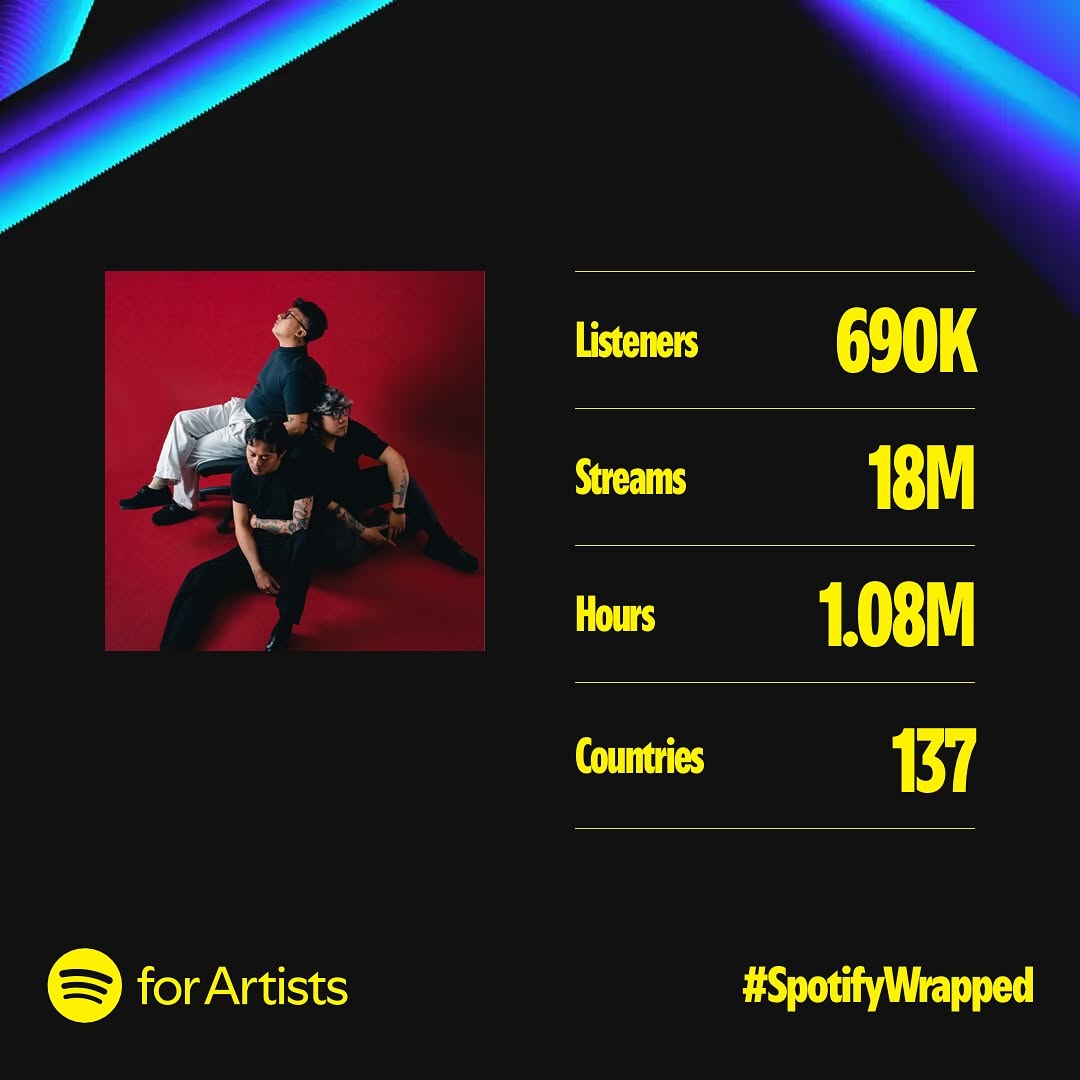 Listeners 690K
Streams 18M
Hours 1.08M
Countries 137
for Artists #SpotifyWrapped